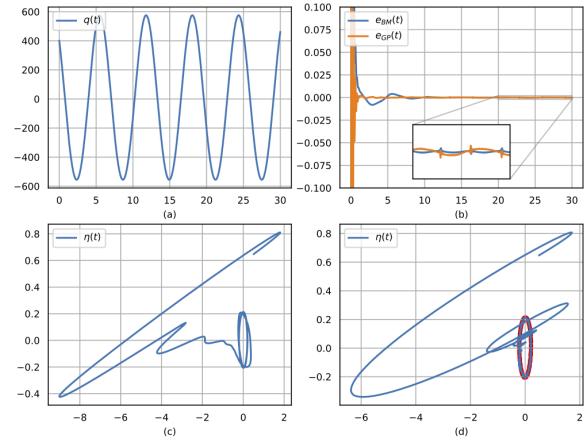 q(t)
600
400
200
0
−200
−400
−600
0 5 10 15 20 25 30
(a)
e_BM(t)
e_GP(t)
0.100
0.075
0.050
0.025
0.000
−0.025
−0.050
−0.075
−0.100
0 5 10 15 20 25 30
(b)
η(t)
0.8
0.6
0.4
0.2
0.0
−0.2
−0.4
−8 −6 −4 −2 0 2
(c)
η(t)
0.8
0.6
0.4
0.2
0.0
−0.2
−6 −4 −2 0 2
(d)